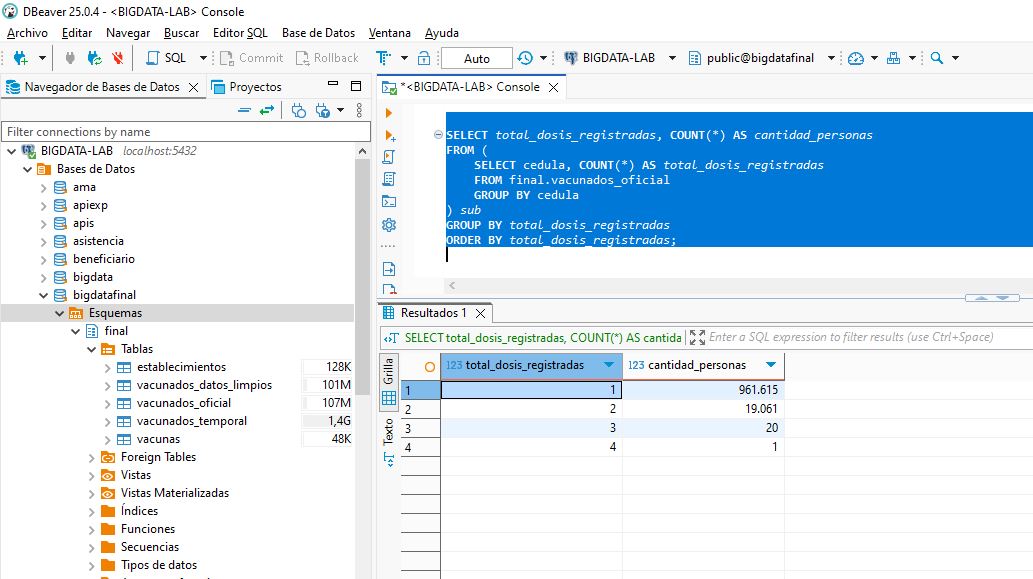 DBeaver 25.0.4 - <BIGDATA-LAB> Console
Archivo Editar Navegar Buscar Editor SQL Base de Datos Ventana Ayuda
SQL Commit Rollback Auto BIGDATA-LAB public@bigdatafinal
Navegador de Bases de Datos Proyectos
Filter connections by name
BIGDATA-LAB localhost:5432
Bases de Datos
ama
apiexp
apis
asistencia
beneficiario
bigdata
bigdatafinal
Esquemas
final
Tablas
establecimientos 128K
vacunados_datos_limpios 101M
vacunados_oficial 107M
vacunados_temporal 1,4G
vacunas 48K
Foreign Tables
Vistas
Vistas Materializadas
Índices
Funciones
Secuencias
Tipos de datos
*<BIGDATA-LAB> Console
SELECT total_dosis_registradas, COUNT(*) AS cantidad_personas
FROM (
SELECT cedula, COUNT(*) AS total_dosis_registradas
FROM final.vacunados_oficial
GROUP BY cedula
) sub
GROUP BY total_dosis_registradas
ORDER BY total_dosis_registradas;
Resultados 1
SELECT total_dosis_registradas, COUNT(*) AS cantida Enter a SQL expression to filter results (use Ctrl+Space)
Grilla
Texto
123 total_dosis_registradas 123 cantidad_personas
1 1 961.615
2 2 19.061
3 3 20
4 4 1